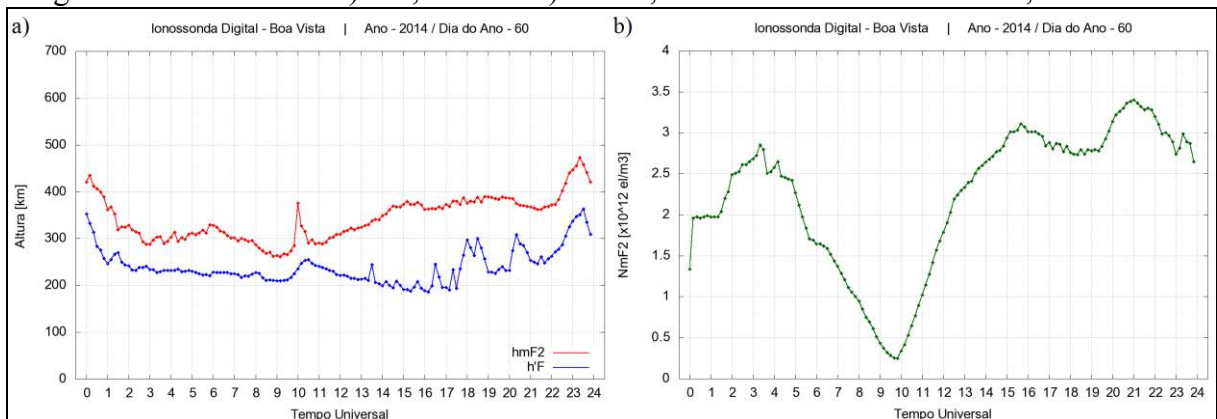 a)
Ionossonda Digital - Boa Vista | Ano - 2014 / Dia do Ano - 60
Altura [km]
700
600
500
400
300
200
100
0
hmF2
h'F
0 1 2 3 4 5 6 7 8 9 10 11 12 13 14 15 16 17 18 19 20 21 22 23 24
Tempo Universal
b)
Ionossonda Digital - Boa Vista | Ano - 2014 / Dia do Ano - 60
NmF2 [x10^12 el/m3]
4
3.5
3
2.5
2
1.5
1
0.5
0
0 1 2 3 4 5 6 7 8 9 10 11 12 13 14 15 16 17 18 19 20 21 22 23 24
Tempo Universal